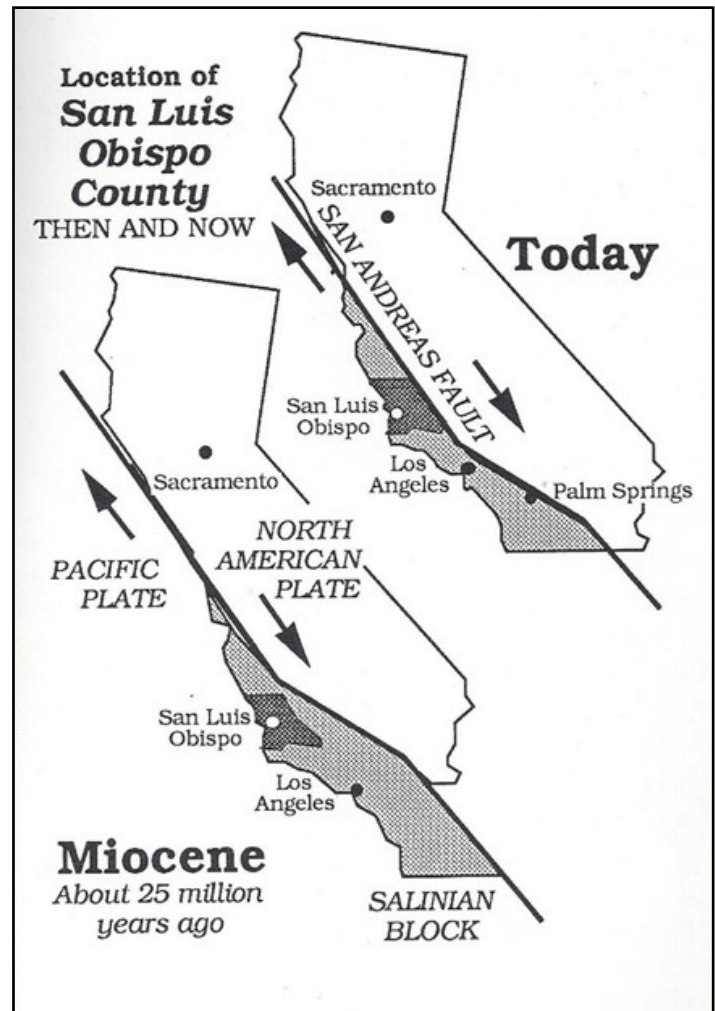 Location of
San Luis
Obispo
County
THEN AND NOW
Today
Sacramento
SAN ANDREAS FAULT
San Luis
Obispo
Los
Angeles
Palm Springs
Sacramento
PACIFIC
PLATE
NORTH
AMERICAN
PLATE
San Luis
Obispo
Los
Angeles
Miocene
About 25 million
years ago
SALINIAN
BLOCK